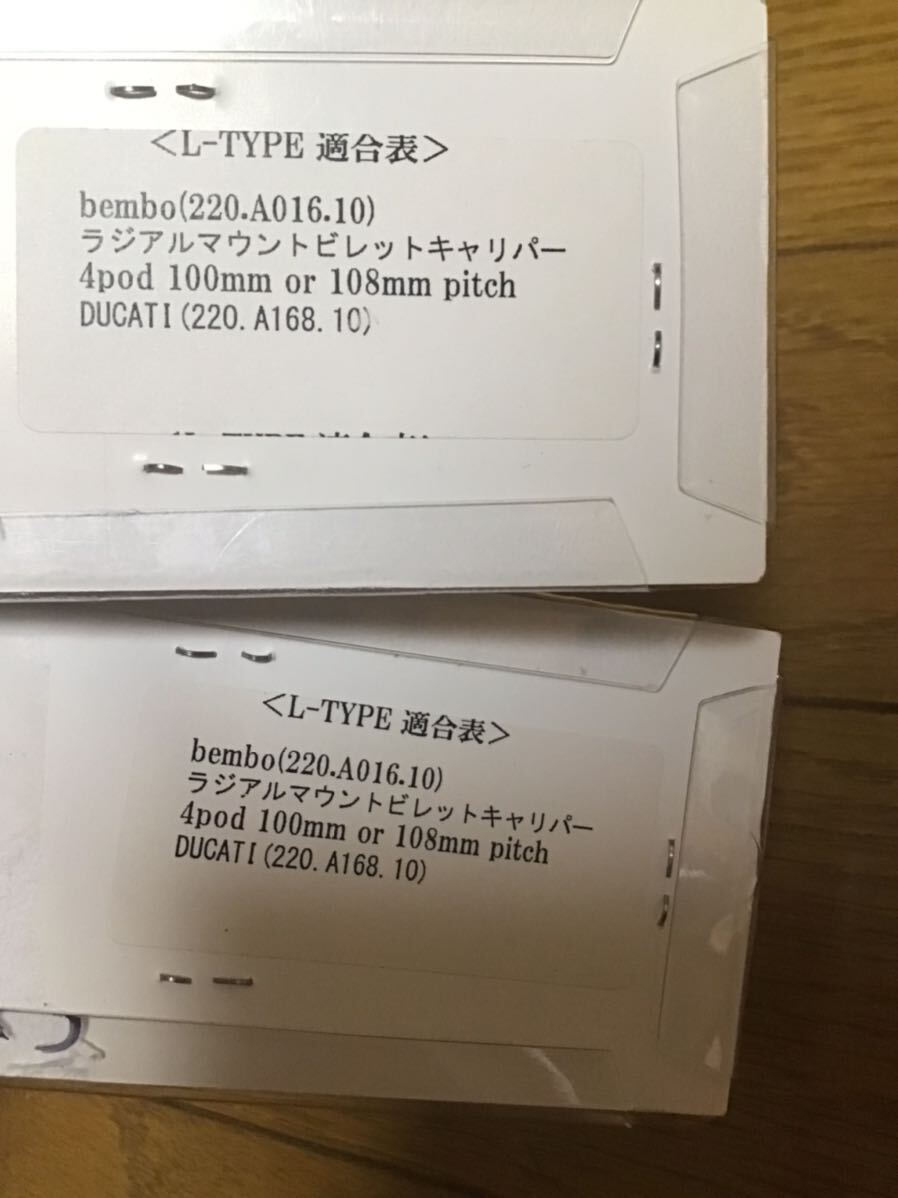 <L-TYPE 適合表>
bembo(220.A016.10)
ラジアルマウントビレットキャリパー
4pod 100mm or 108mm pitch
DUCATI(220.A168.10)
<L-TYPE 適合表>
bembo(220.A016.10)
ラジアルマウントビレットキャリパー
4pod 100mm or 108mm pitch
DUCATI(220.A168.10)